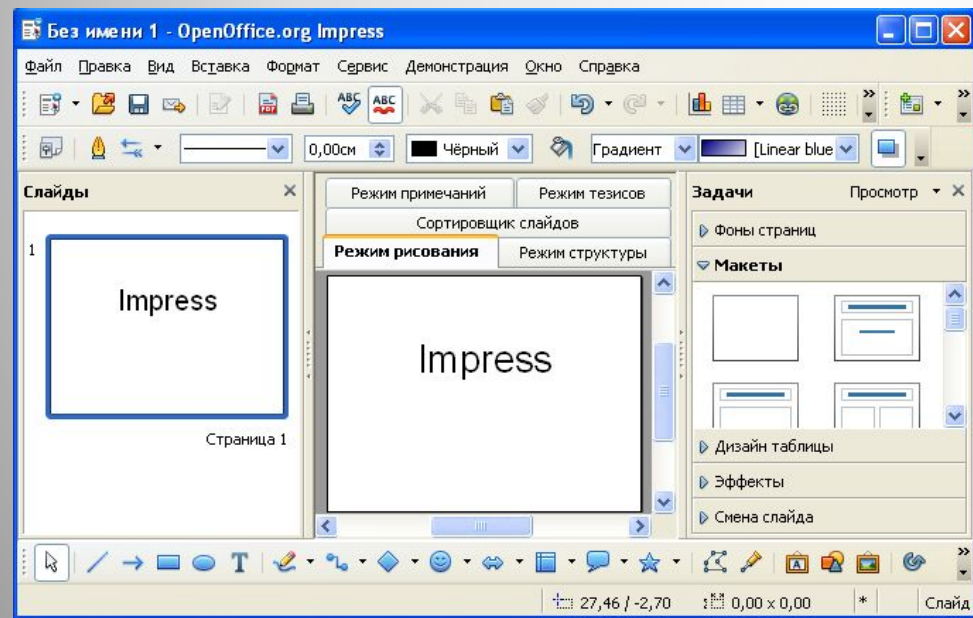 Без имени 1 - OpenOffice.org Impress
Файл Правка Вид Вставка Формат Сервис Демонстрация Окно Справка
ABC ABC
0,00см Чёрный Градиент [Linear blue
Слайды
1
Impress
Страница 1
Режим примечаний Режим тезисов
Сортировщик слайдов
Режим рисования Режим структуры
Impress
Задачи Просмотр
Фоны страниц
Макеты
Дизайн таблицы
Эффекты
Смена слайда
T A
27,46 / -2,70 0,00 x 0,00 * Слайд